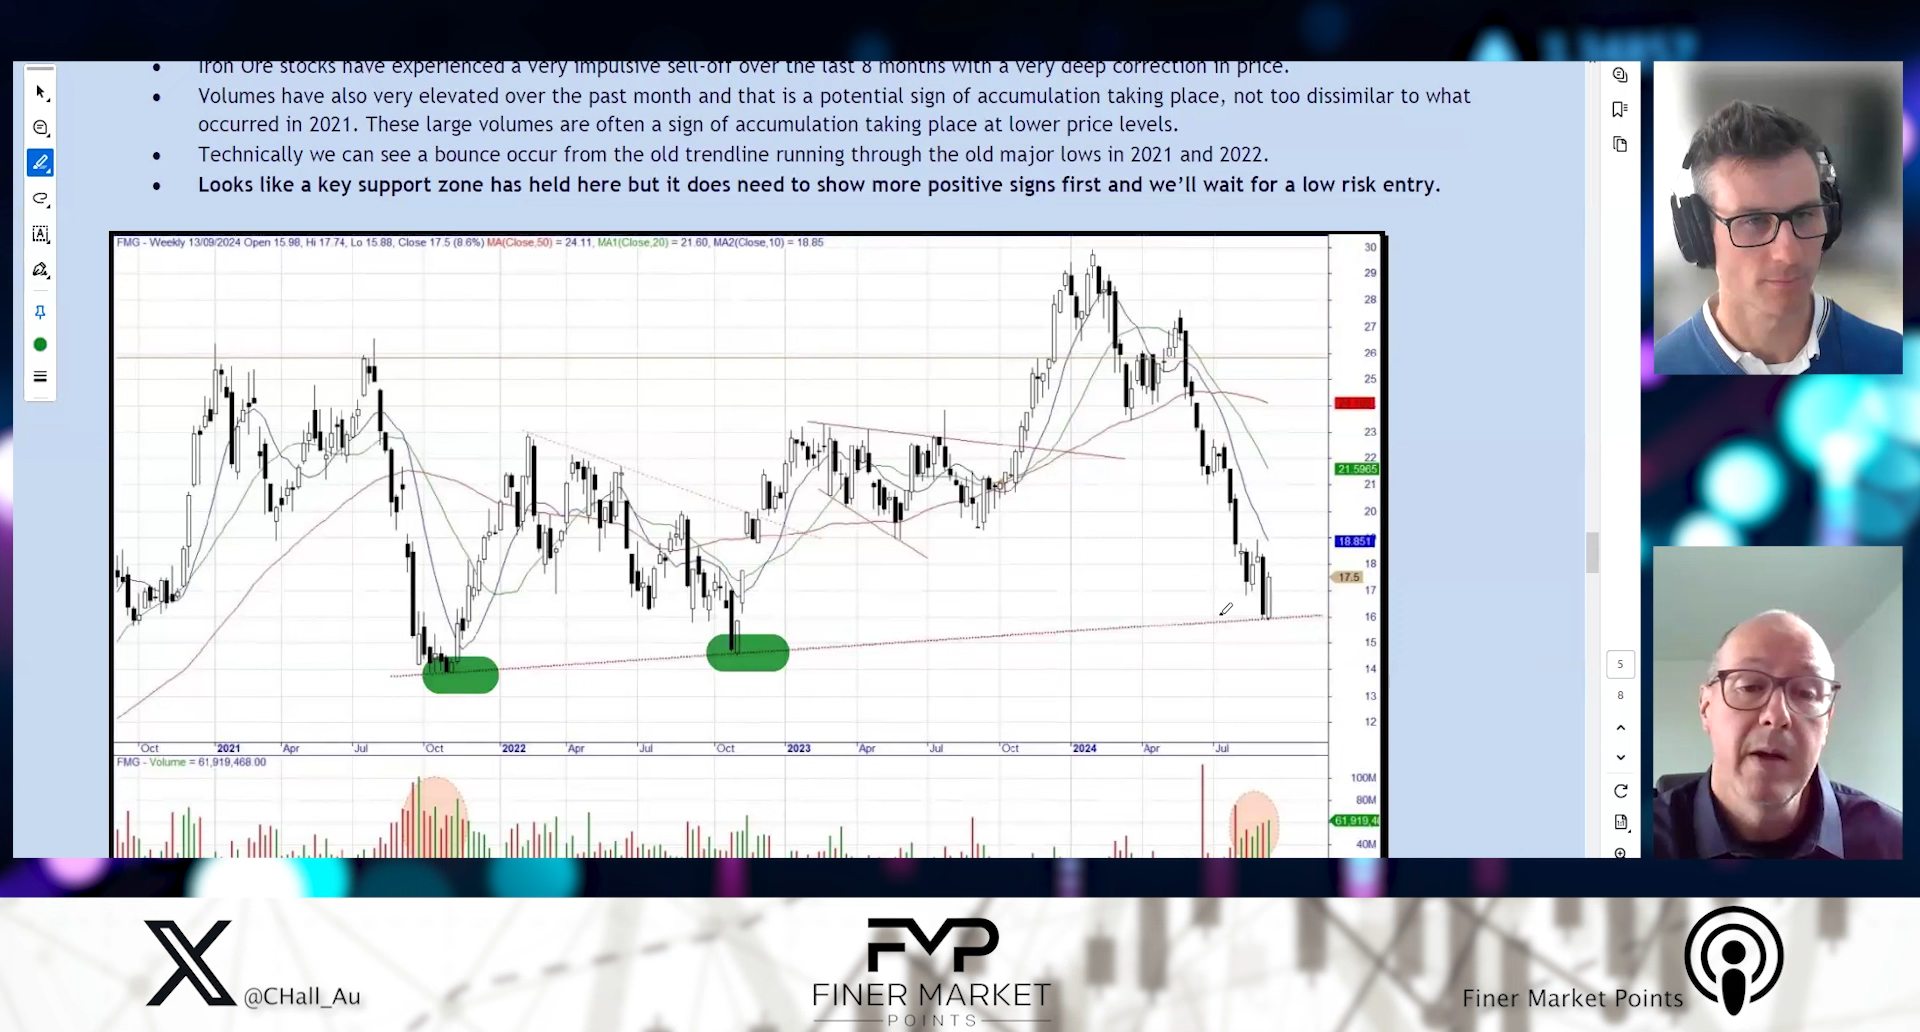 Iron Ore stocks have experienced a very impulsive sell-off over the last 8 months with a very deep correction in price.
Volumes have also very elevated over the past month and that is a potential sign of accumulation taking place, not too dissimilar to what
occurred in 2021. These large volumes are often a sign of accumulation taking place at lower price levels.
Technically we can see a bounce occur from the old trendline running through the old major lows in 2021 and 2022.
Looks like a key support zone has held here but it does need to show more positive signs first and we'll wait for a low risk entry.
FMG - Weekly 13/09/2024 Open 15.98, Hi 17.74, Lo 15.88, Close 17.5 (8.6%) MA(Close,50) = 24.11, MA1(Close,20) = 21.60, MA2(Close,10) = 18.85
30
29
28
27
26
25
23
22
21.5965
21
20
18.851
18
17.5
17
16
15
14
13
12
Oct 2021 Apr Jul Oct 2022 Apr Jul Oct 2023 Apr Jul Oct 2024 Apr Jul
FMG - Volume = 61,919,468.00
100M
80M
61,919,4
40M
5
8
@CHall_Au
FMP
FINER MARKET
POINTS
Finer Market Points